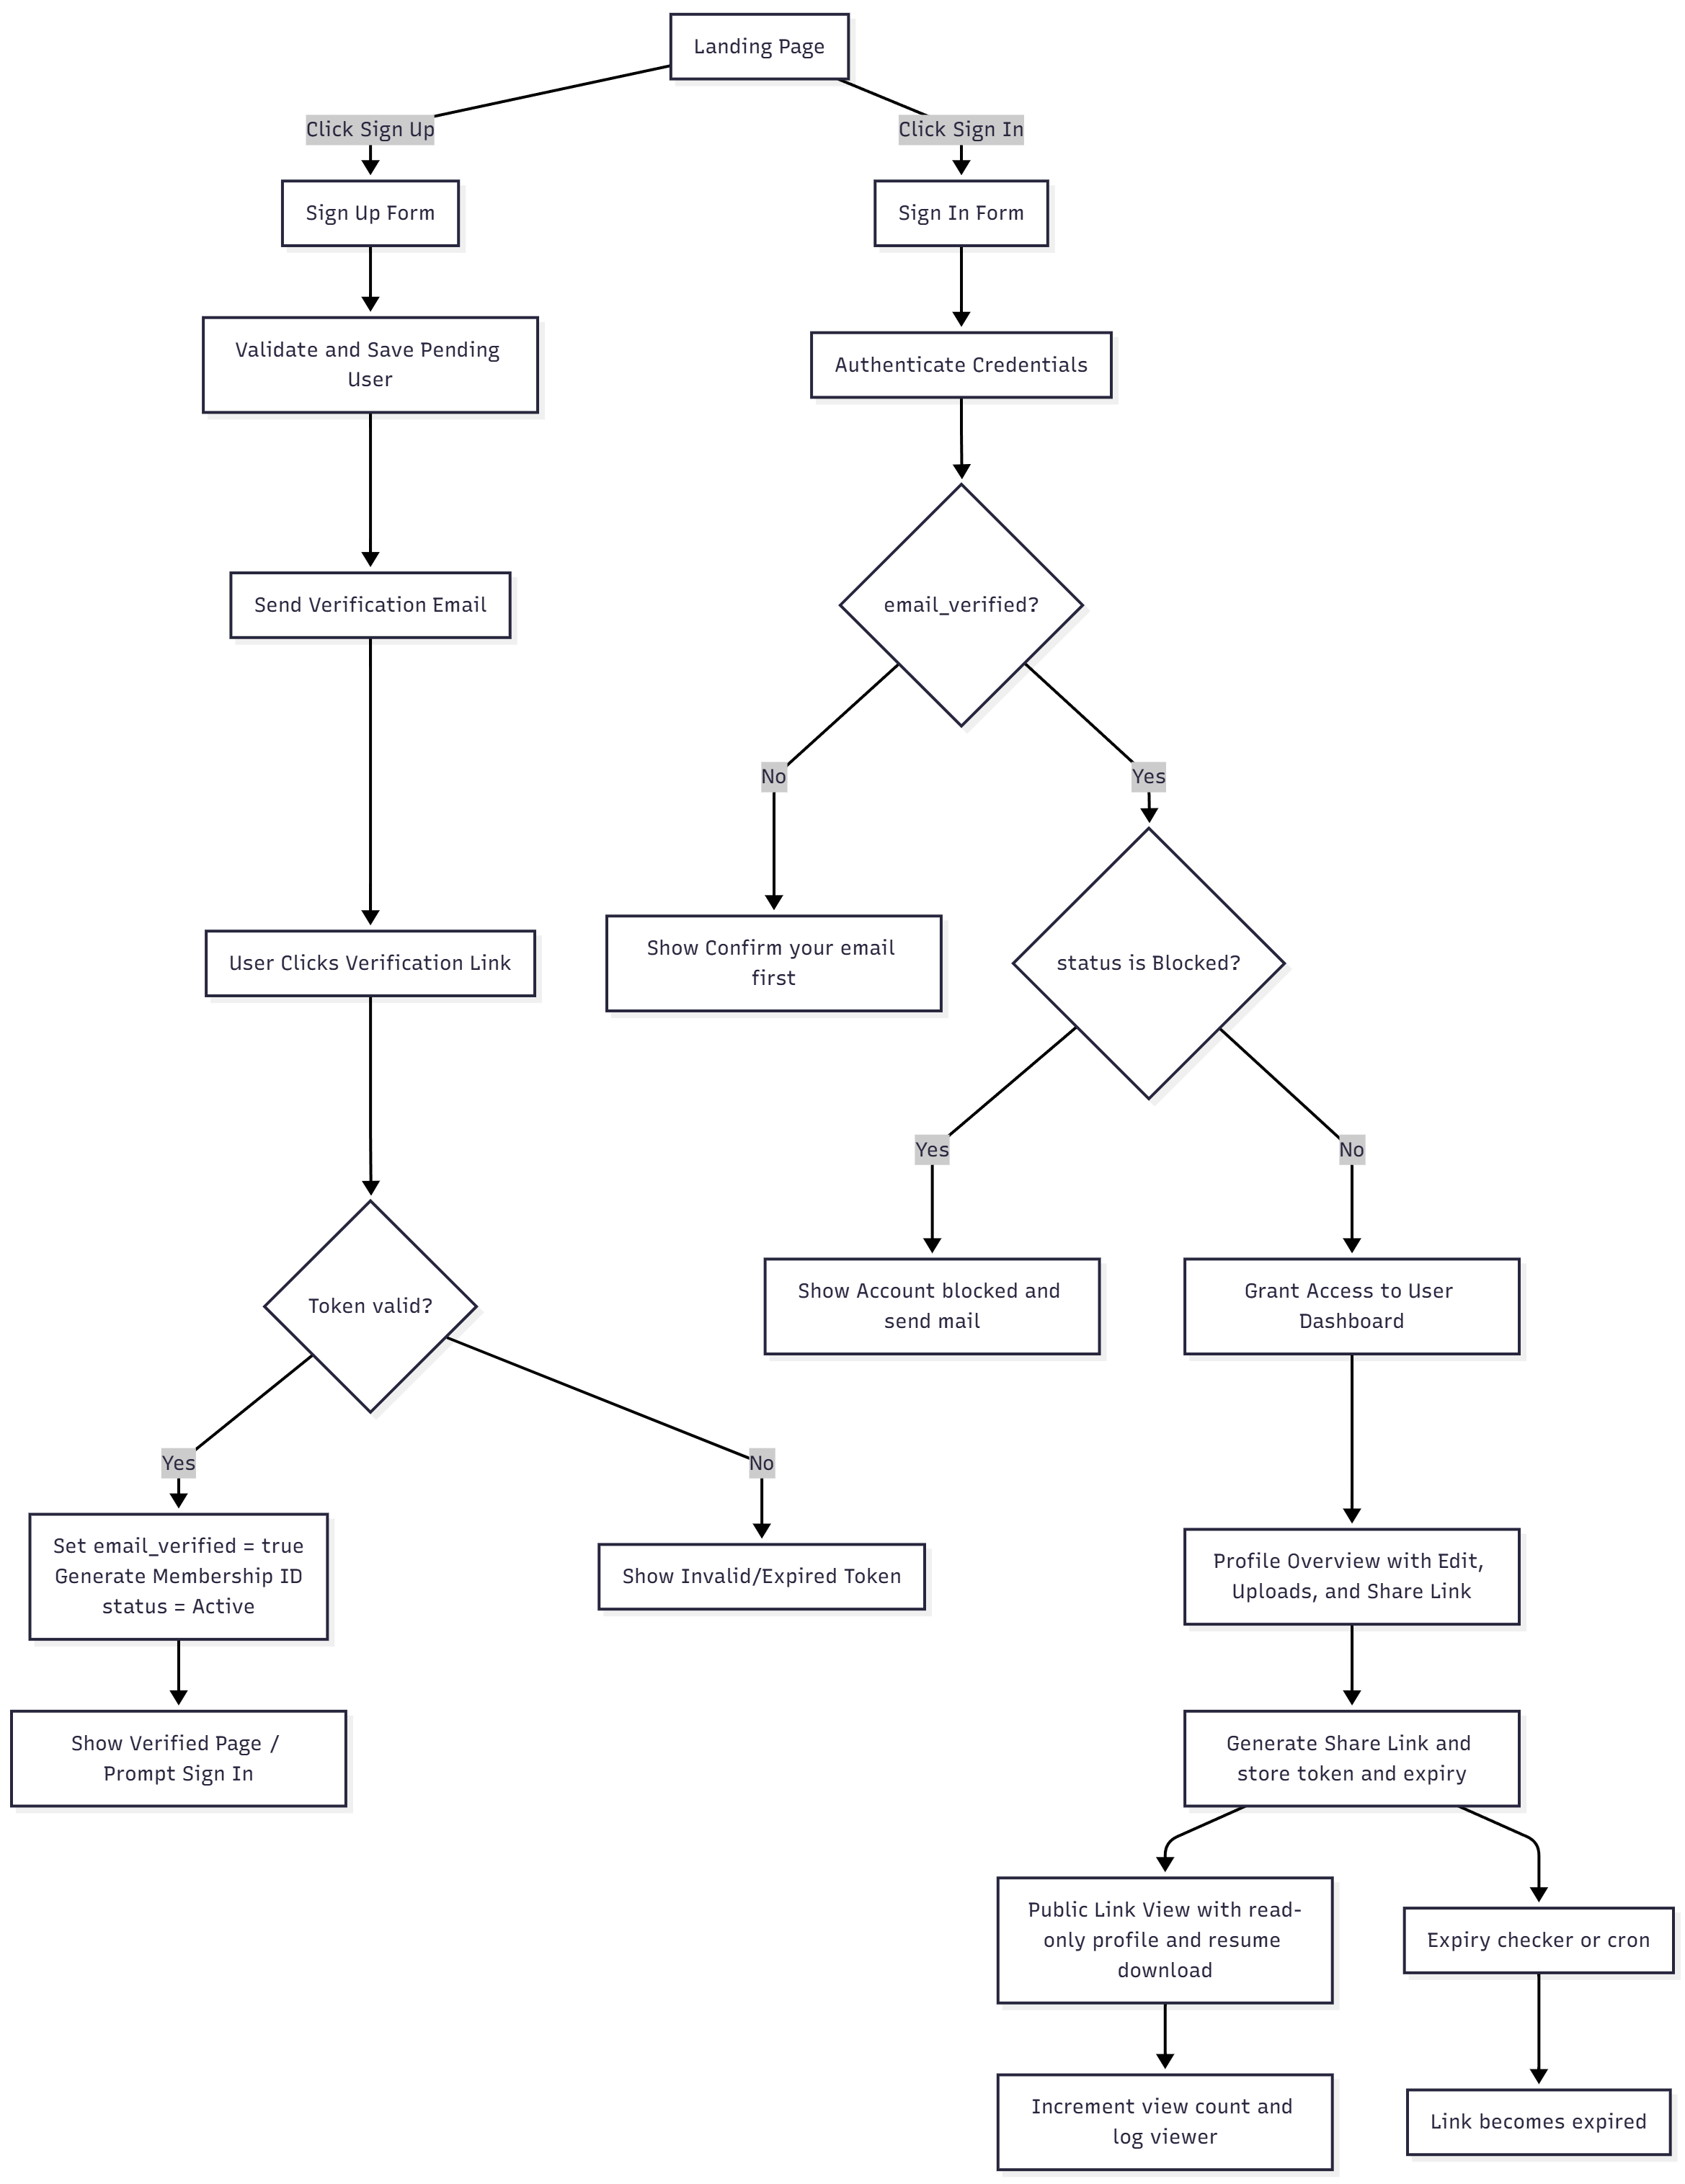 Landing Page
Click Sign Up
Click Sign In
Sign Up Form
Sign In Form
Validate and Save Pending
User
Authenticate Credentials
Send Verification Email
email_verified?
No
Yes
User Clicks Verification Link
Show Confirm your email
first
status is Blocked?
Yes
No
Token valid?
Show Account blocked and
send mail
Grant Access to User
Dashboard
Yes
No
Set email_verified = true
Generate Membership ID
status = Active
Show Invalid/Expired Token
Profile Overview with Edit,
Uploads, and Share Link
Show Verified Page /
Prompt Sign In
Generate Share Link and
store token and expiry
Public Link View with read-
only profile and resume
download
Expiry checker or cron
Increment view count and
log viewer
Link becomes expired